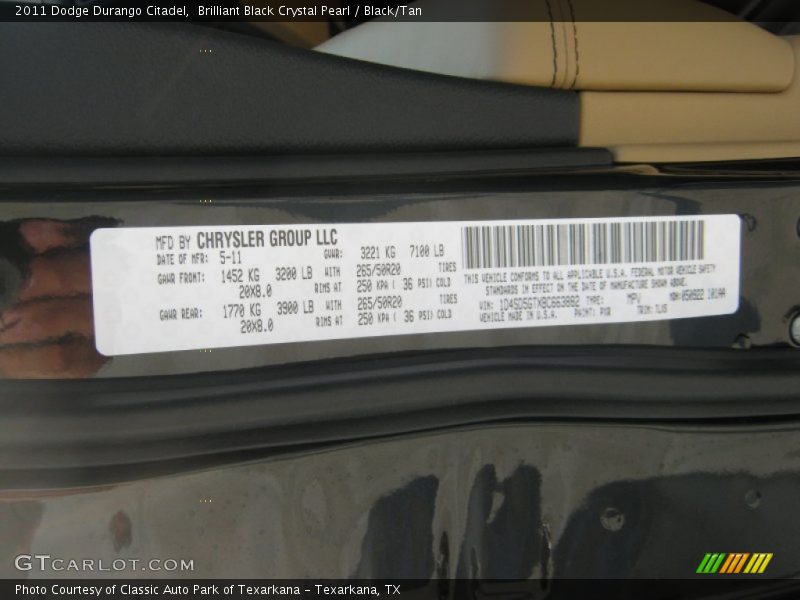 2011 Dodge Durango Citadel, Brilliant Black Crystal Pearl / Black/Tan
MFD BY CHRYSLER GROUP LLC
DATE OF MFR: 5-11 GVWR: 3221 KG 7100 LB
GAWR FRONT: 1452 KG 3200 LB WITH 265/50R20 TIRES
20X8.0 RIMS AT 250 KPA ( 36 PSI) COLD
GAWR REAR: 1770 KG 3900 LB WITH 265/50R20 TIRES
20X8.0 RIMS AT 250 KPA ( 36 PSI) COLD
THIS VEHICLE CONFORMS TO ALL APPLICABLE U.S.A. FEDERAL MOTOR VEHICLE SAFETY
STANDARDS IN EFFECT ON THE DATE OF MANUFACTURE SHOWN ABOVE.
VIN: TYPE: MPV MDH:
VEHICLE MADE IN U.S.A. PAINT: PXR TRIM:
GTCARLOT.COM
Photo Courtesy of Classic Auto Park of Texarkana – Texarkana, TX